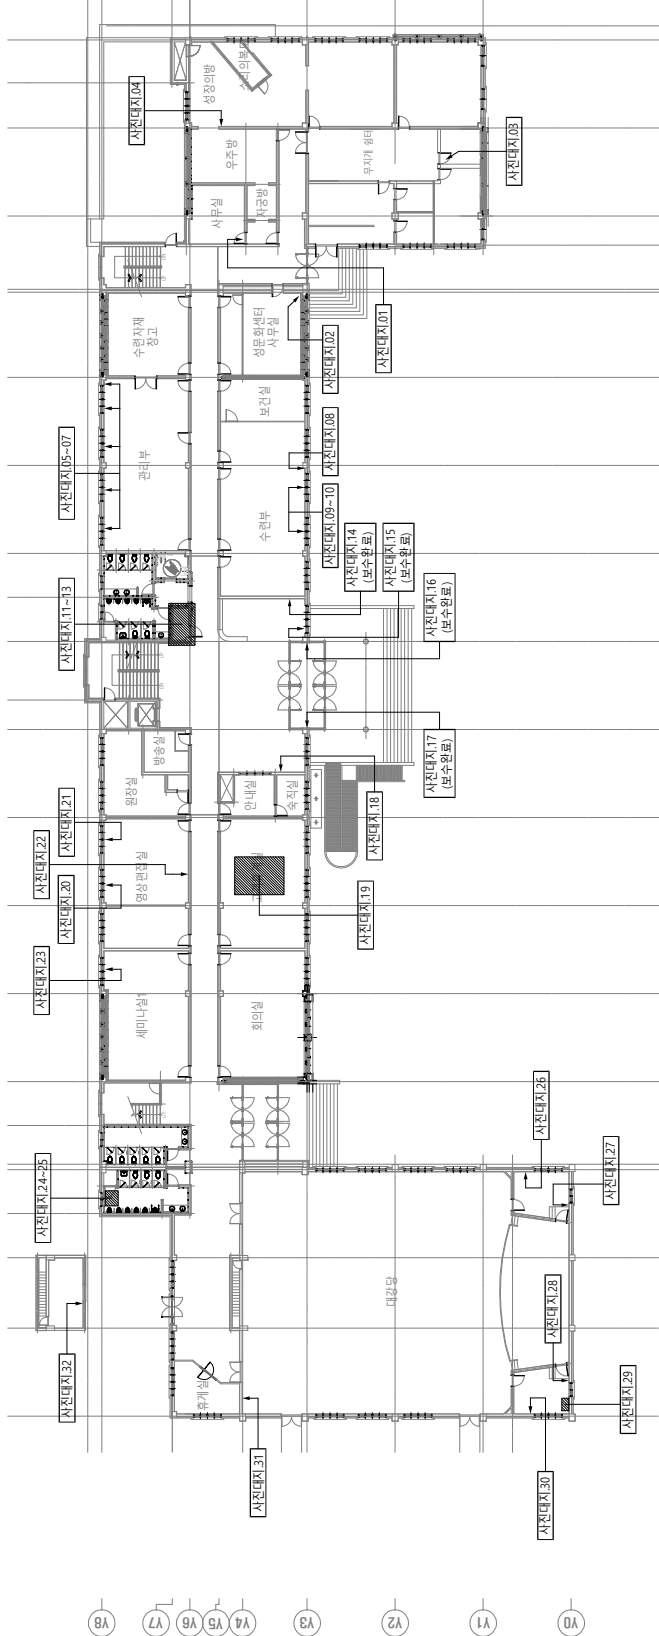 사진대지.04
성장의방
우주방
사무실
자궁방
무지개 쉼터
사진대지.03
사진대지.01
사진대지.02
수련자재
창고
성문화센터
사무실
보건실
관리부
사진대지.05~07
사진대지.08
수련부
사진대지.09~10
사진대지.14
(보수완료)
사진대지.15
(보수완료)
사진대지.16
(보수완료)
사진대지.11~13
사진대지.17
(보수완료)
방송실
원장실
안내실
숙직실
사진대지.18
사진대지.21
사진대지.22
사진대지.20
영상편집실
사진대지.19
사진대지.23
세미나실1
회의실
사진대지.24~25
사진대지.26
사진대지.27
사진대지.28
대강당
사진대지.32
휴게실
사진대지.29
사진대지.31
사진대지.30
Y8
Y7
Y6
Y5
Y4
Y3
Y2
Y1
Y0